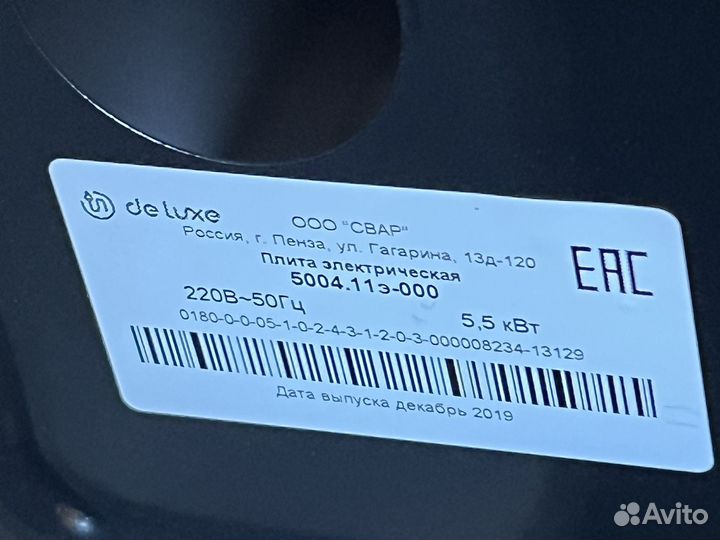 de luxe
ООО "СВАР"
Россия, г. Пенза, ул. Гагарина, 13д-120
Плита электрическая
5004.11э-000
EAC
220В~50Гц 5,5 кВт
0180-0-0-05-1-0-2-4-3-1-2-0-3-000008234-13129
Дата выпуска декабрь 2019
Avito